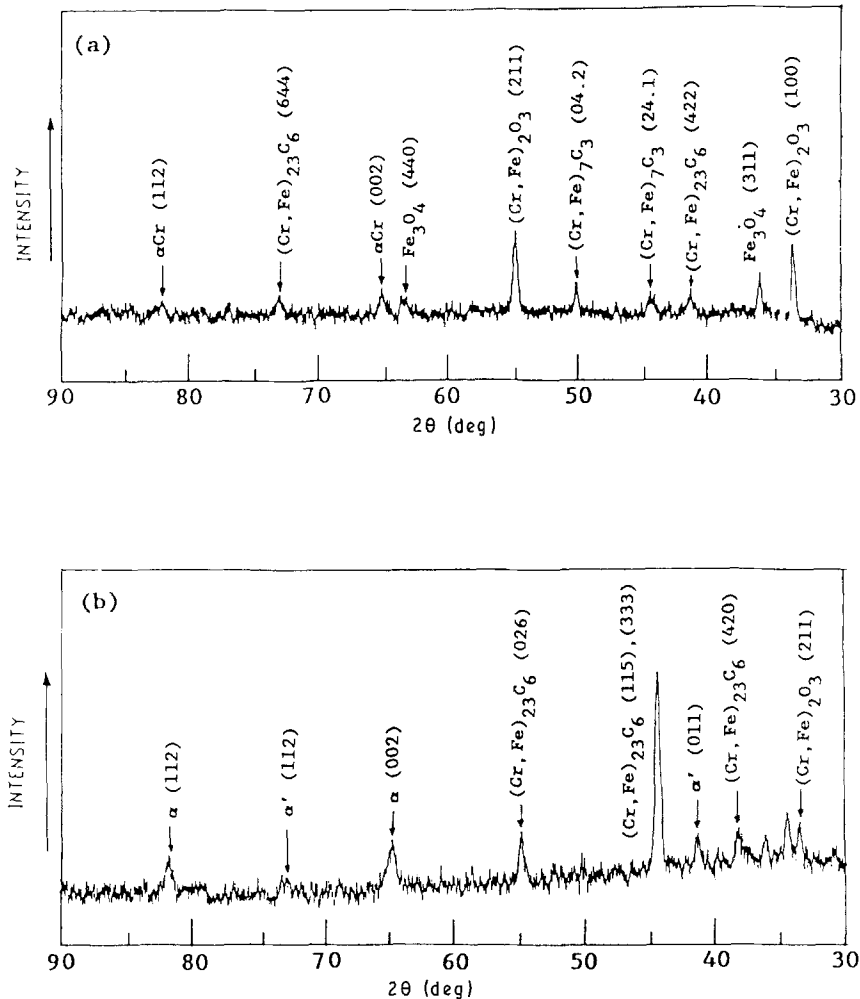 (a)
INTENSITY
αCr (112)
(Cr,Fe)23C6 (644)
αCr (002)
Fe3O4 (440)
(Cr,Fe)2O3 (211)
(Cr,Fe)7C3 (04.2)
(Cr,Fe)7C3 (24.1)
(Cr,Fe)23C6 (422)
Fe3O4 (311)
(Cr,Fe)2O3 (100)
90 80 70 60 50 40 30
2θ (deg)
(b)
INTENSITY
α (112)
α' (112)
α (002)
(Cr,Fe)23C6 (026)
(Cr,Fe)23C6 (115),(333)
α' (011)
(Cr,Fe)23C6 (420)
(Cr,Fe)2O3 (211)
90 80 70 60 50 40 30
2θ (deg)